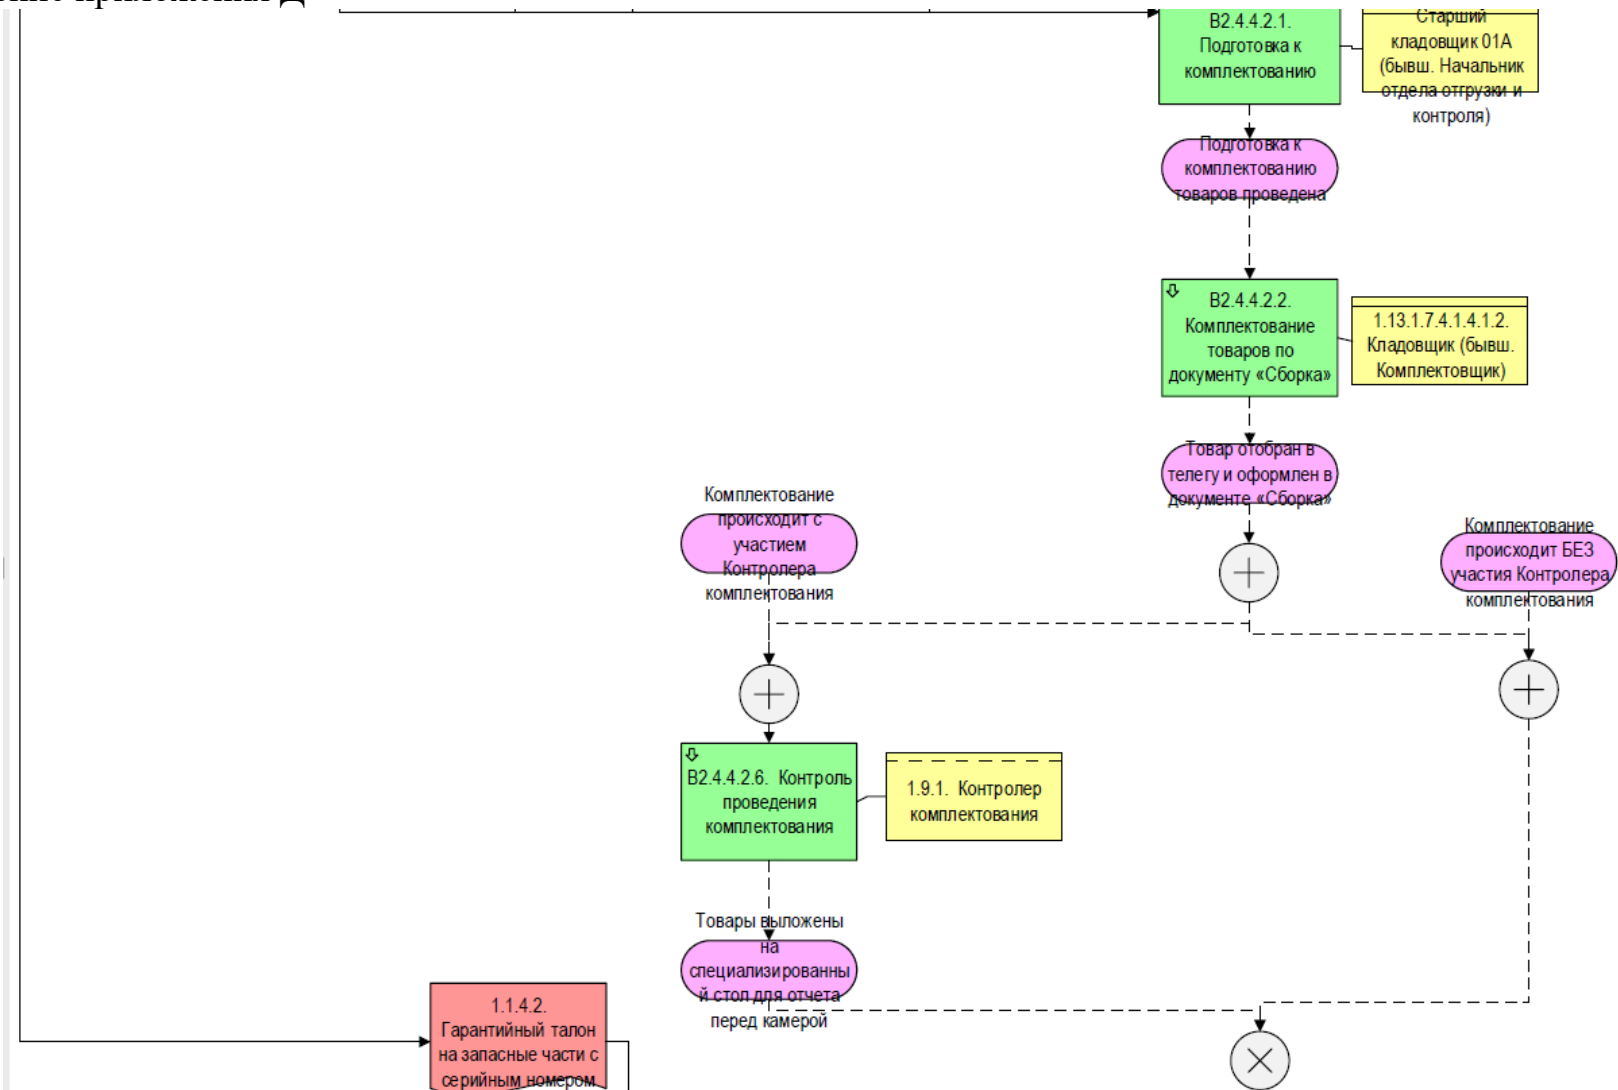 приложения Д
В2.4.4.2.1.
Подготовка к
комплектованию
Старший
кладовщик 01А
(бывш. Начальник
отдела отгрузки и
контроля)
Подготовка к
комплектованию
товаров проведена
В2.4.4.2.2.
Комплектование
товаров по
документу «Сборка»
1.13.1.7.4.1.4.1.2.
Кладовщик (бывш.
Комплектовщик)
Товар отобран в
телегу и оформлен в
документе «Сборка»
Комплектование
происходит с
участием
Контролера
комплектования
Комплектование
происходит БЕЗ
участия Контролера
комплектования
В2.4.4.2.6. Контроль
проведения
комплектования
1.9.1. Контролер
комплектования
Товары выложены
на
специализированны
й стол для отчета
перед камерой
1.1.4.2.
Гарантийный талон
на запасные части с
серийным номером